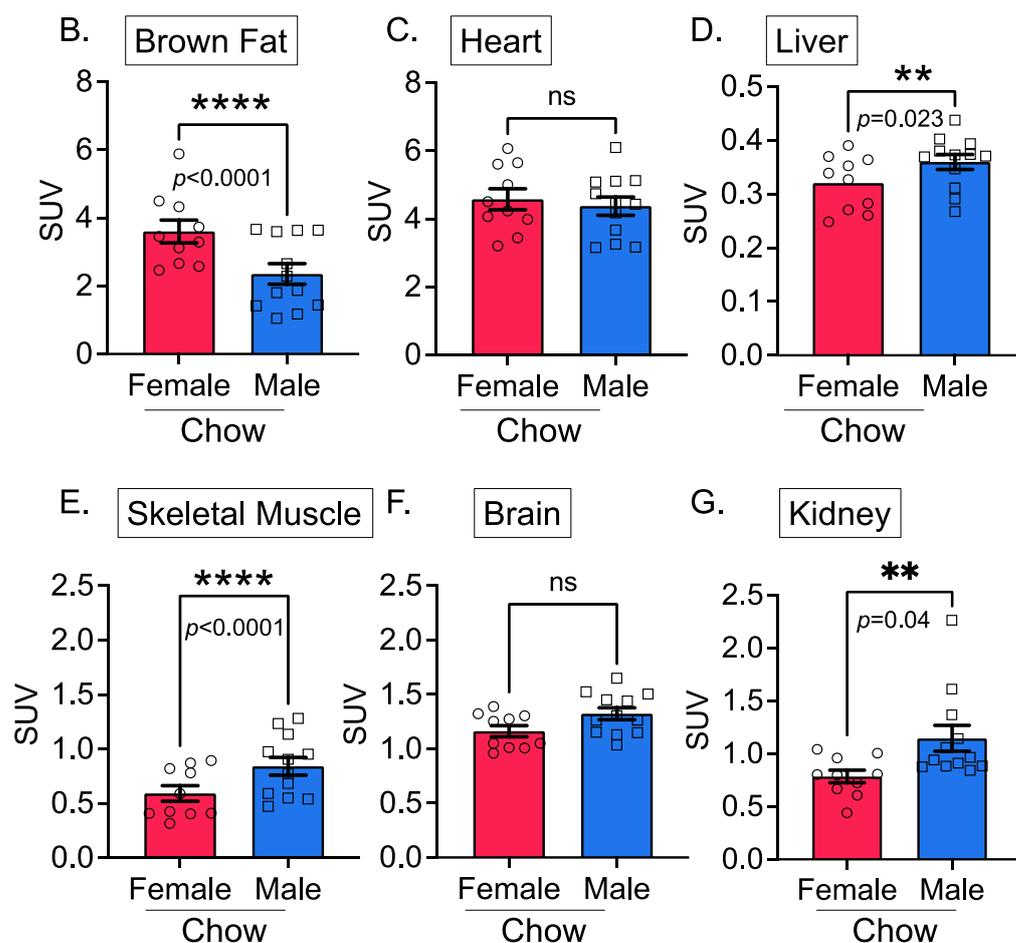 B.
Brown Fat
8
6
4
2
0
SUV
****
p<0.0001
Female Male
Chow
C.
Heart
8
6
4
2
0
SUV
ns
Female Male
Chow
D.
Liver
0.5
0.4
0.3
0.2
0.1
0.0
SUV
**
p=0.023
Female Male
Chow
E.
Skeletal Muscle
2.5
2.0
1.5
1.0
0.5
0.0
SUV
****
p<0.0001
Female Male
Chow
F.
Brain
2.5
2.0
1.5
1.0
0.5
0.0
SUV
ns
Female Male
Chow
G.
Kidney
2.5
2.0
1.5
1.0
0.5
0.0
SUV
**
p=0.04
Female Male
Chow